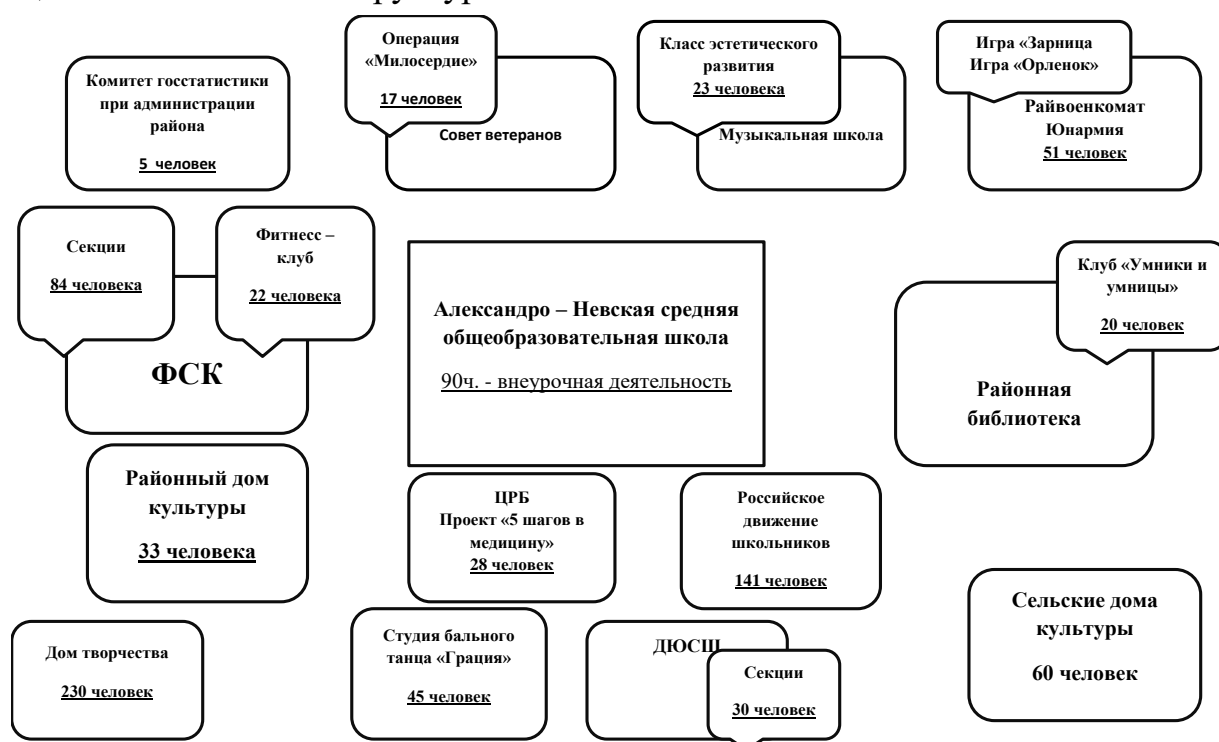 Операция
«Милосердие»
17 человек
Класс эстетического
развития
23 человека
Игра «Зарница
Игра «Орленок»
Комитет госстатистики
при администрации
района
5 человек
Совет ветеранов
Музыкальная школа
Райвоенкомат
Юнармия
51 человек
Секции
84 человека
Фитнесс –
клуб
22 человека
ФСК
Александро – Невская средняя
общеобразовательная школа
90ч. - внеурочная деятельность
Клуб «Умники и
умницы»
20 человек
Районная
библиотека
Районный дом
культуры
33 человека
ЦРБ
Проект «5 шагов в
медицину»
28 человек
Российское
движение
школьников
141 человек
Сельские дома
культуры
60 человек
Дом творчества
230 человек
Студия бального
танца «Грация»
45 человек
ДЮСШ
Секции
30 человек